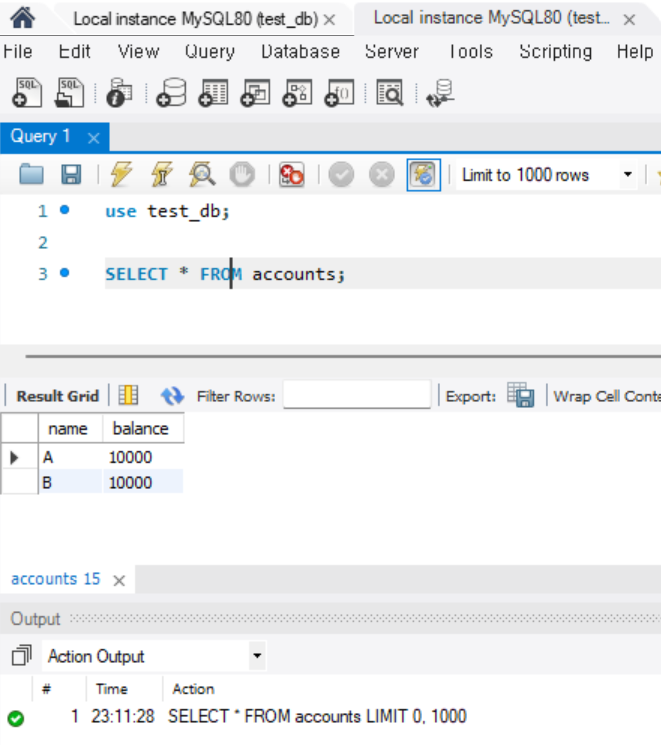 Local instance MySQL80 (test_db) × Local instance MySQL80 (test... ×
File Edit View Query Database Server Tools Scripting Help
Query 1 ×
Limit to 1000 rows
1 use test_db;
2
3 SELECT * FROM accounts;
Result Grid Filter Rows: Export: Wrap Cell Conte
name balance
A 10000
B 10000
accounts 15 ×
Output
Action Output
# Time Action
1 23:11:28 SELECT * FROM accounts LIMIT 0, 1000